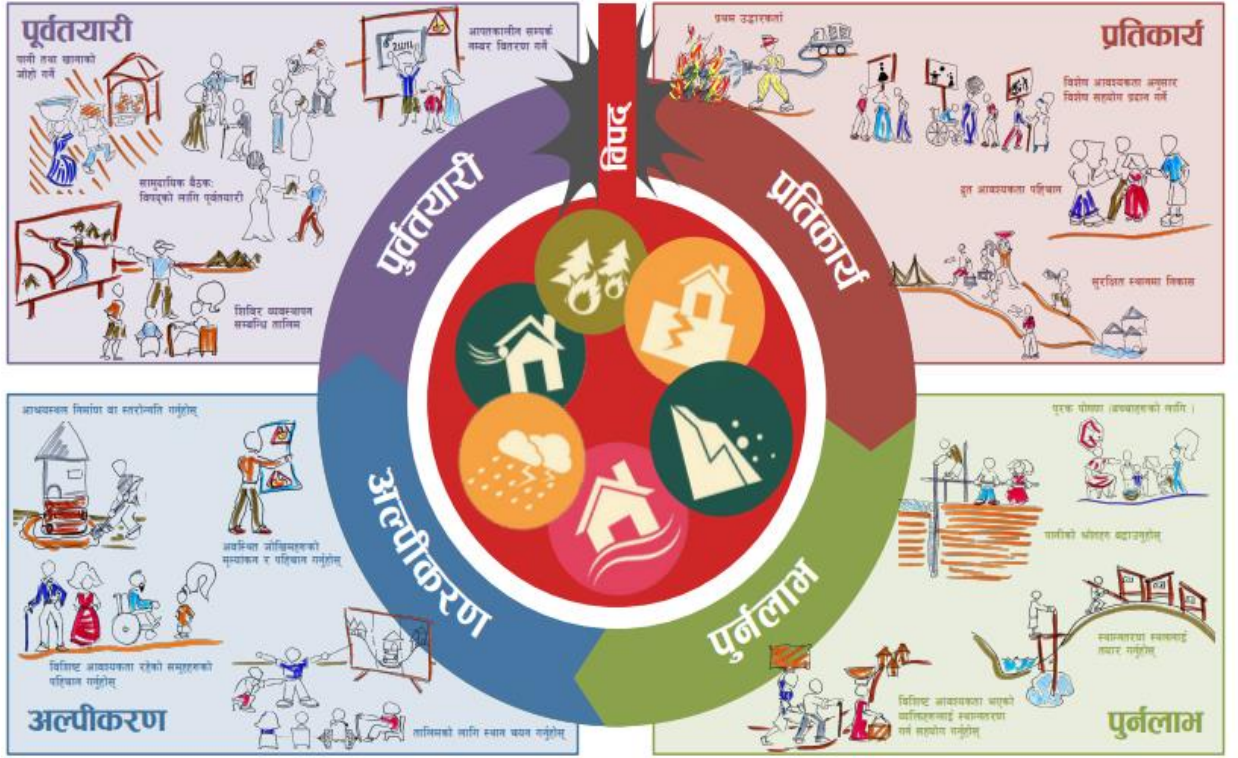 पूर्वतयारी
पानी तथा खानाको
जोहो गर्ने
आपतकालीन सम्पर्क
नम्बर वितरण गर्ने
सामुदायिक बैठक:
विपद्को लागि पूर्वतयारी
शिविर व्यवस्थापन
सम्बन्धि तालिम
विपद
पुर्वतयारी
प्रतिकार्य
अल्पीकरण
पुर्नलाभ
प्रथम उद्धारकर्ता
प्रतिकार्य
विशेष आवश्यकता अनुसार
विशेष सहयोग प्रदान गर्ने
द्रुत आवश्यकता पहिचान
सुरक्षित स्थानमा निकास
आश्रयस्थल निर्माण वा स्तरोन्नति गर्नुहोस्
अवस्थित जोखिमहरूको
मूल्यांकन र पहिचान गर्नुहोस्
विशिष्ट आवश्यकता रहेको समूहहरूको
पहिचान गर्नुहोस्
अल्पीकरण
तालिमको लागि स्थान चयन गर्नुहोस्
पुरक पोषण (बच्चाहरूको लागि )
पानीको श्रोतहरु बढाउनुहोस्
स्थान्तरण स्थललाई
तयार गर्नुहोस्
विशिष्ट आवश्यकता भएको
व्यक्तिहरूलाई स्थान्तरण
गर्न सहयोग गर्नुहोस्
पुर्नलाभ